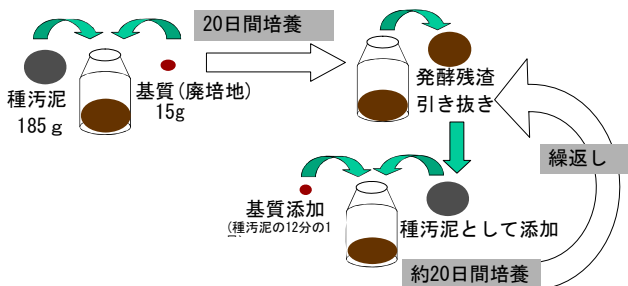 20日間培養
種汚泥
185ｇ
基質(廃培地)
15g
発酵残渣
引き抜き
繰返し
基質添加
(種汚泥の12分の1
種汚泥として添加
約20日間培養